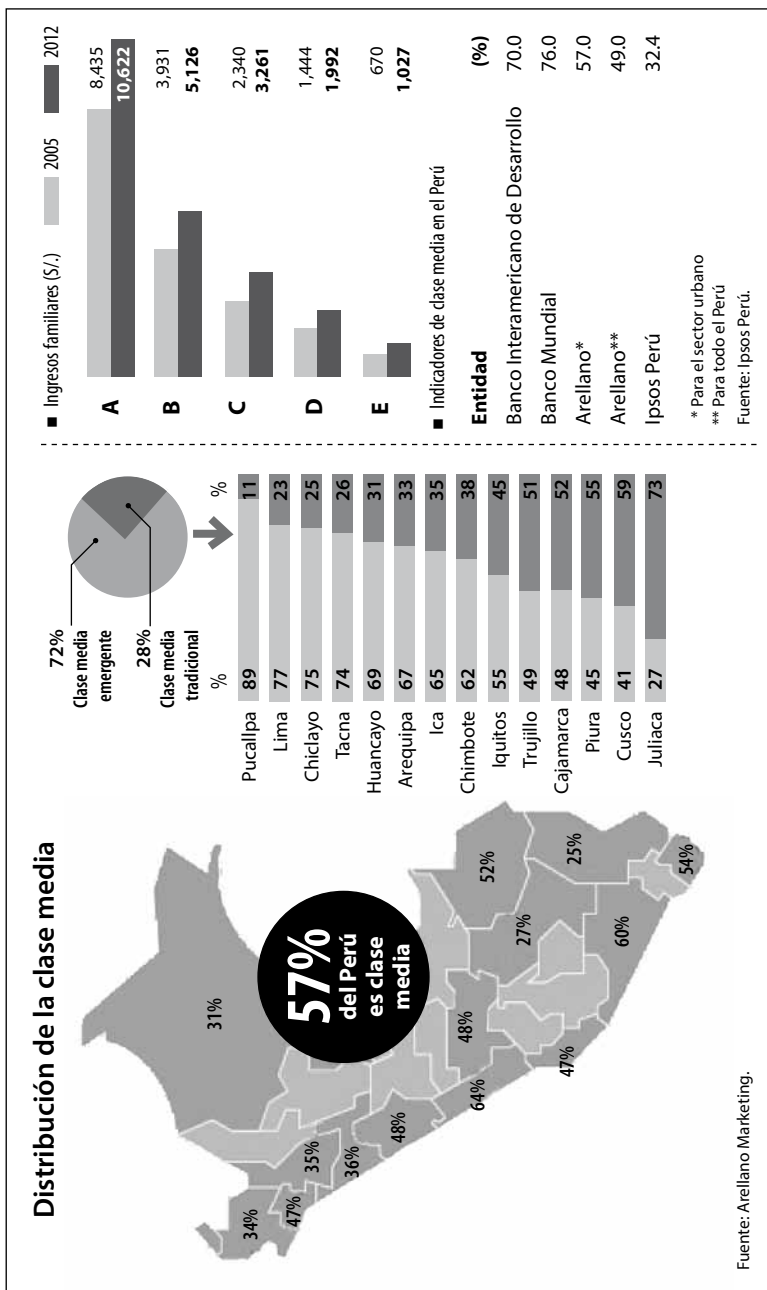 Distribución de la clase media
34%
47%
35%
36%
31%
48%
64%
48%
47%
27%
52%
60%
25%
54%
57%
del Perú
es clase
media
Fuente: Arellano Marketing.
72%
Clase media
emergente
28%
Clase media
tradicional
% %
Pucallpa 89 11
Lima 77 23
Chiclayo 75 25
Tacna 74 26
Huancayo 69 31
Arequipa 67 33
Ica 65 35
Chimbote 62 38
Iquitos 55 45
Trujillo 49 51
Cajamarca 48 52
Piura 45 55
Cusco 41 59
Juliaca 27 73
■ Ingresos familiares (S/.) 2005 2012
A 8,435
10,622
B 3,931
5,126
C 2,340
3,261
D 1,444
1,992
E 670
1,027
■ Indicadores de clase media en el Perú
Entidad (%)
Banco Interamericano de Desarrollo 70.0
Banco Mundial 76.0
Arellano* 57.0
Arellano** 49.0
Ipsos Perú 32.4
* Para el sector urbano
** Para todo el Perú
Fuente: Ipsos Perú.